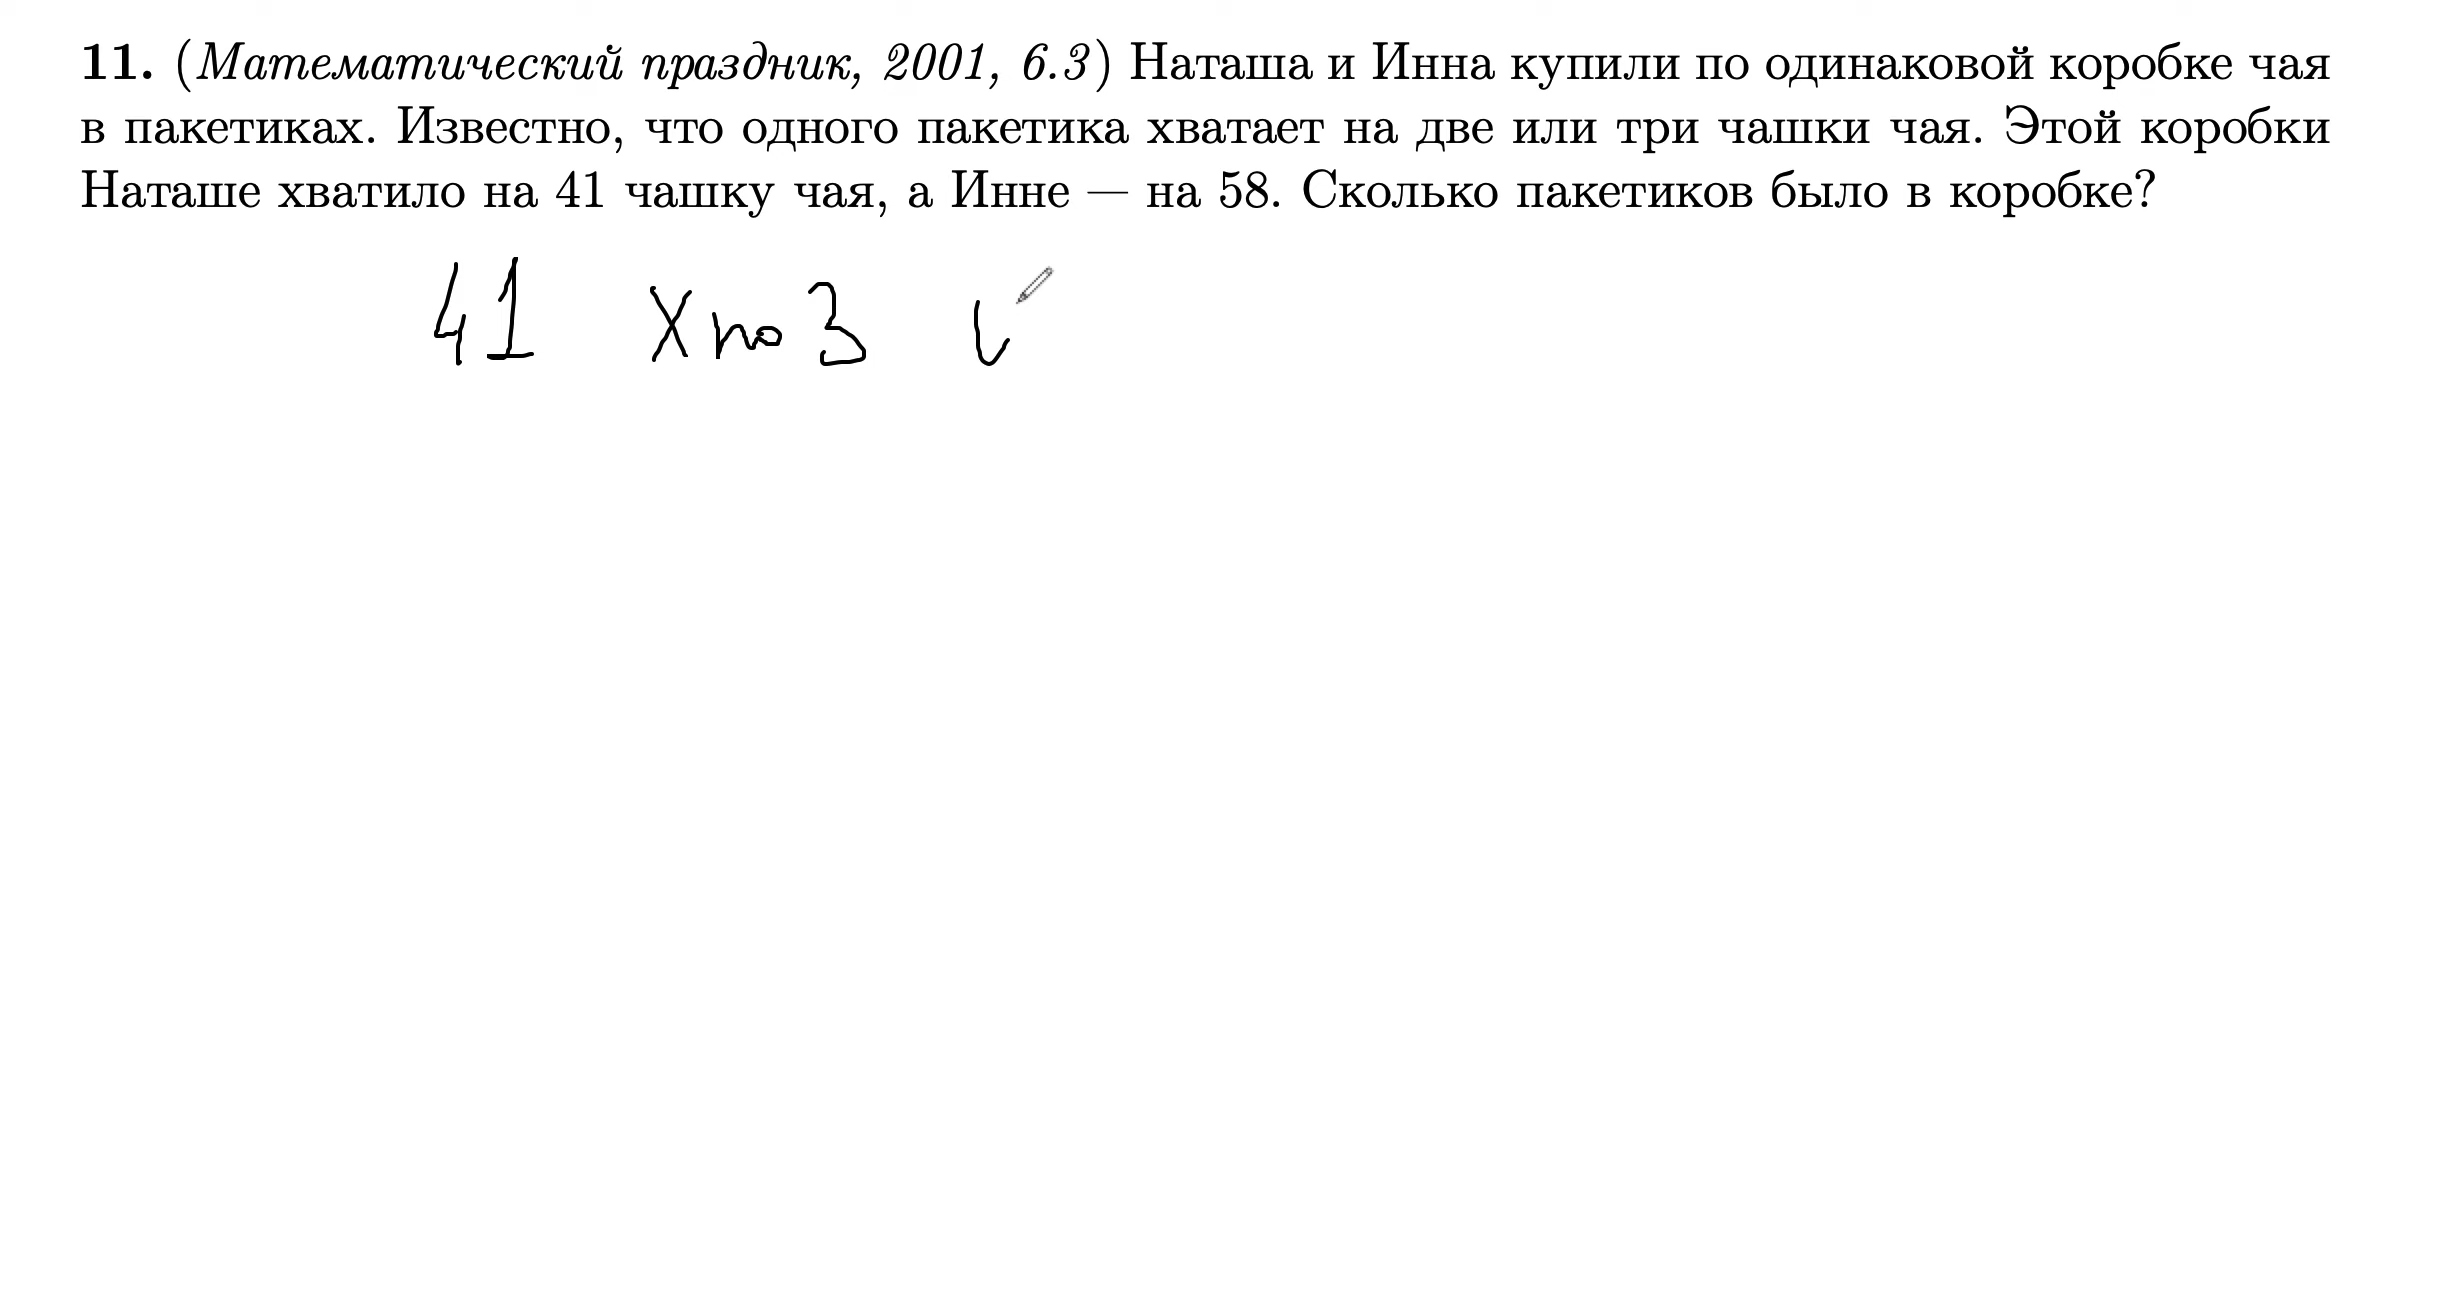 11. (Математический праздник, 2001, 6.3) Наташа и Инна купили по одинаковой коробке чая
в пакетиках. Известно, что одного пакетика хватает на две или три чашки чая. Этой коробки
Наташе хватило на 41 чашку чая, а Инне — на 58. Сколько пакетиков было в коробке?
41 X по 3